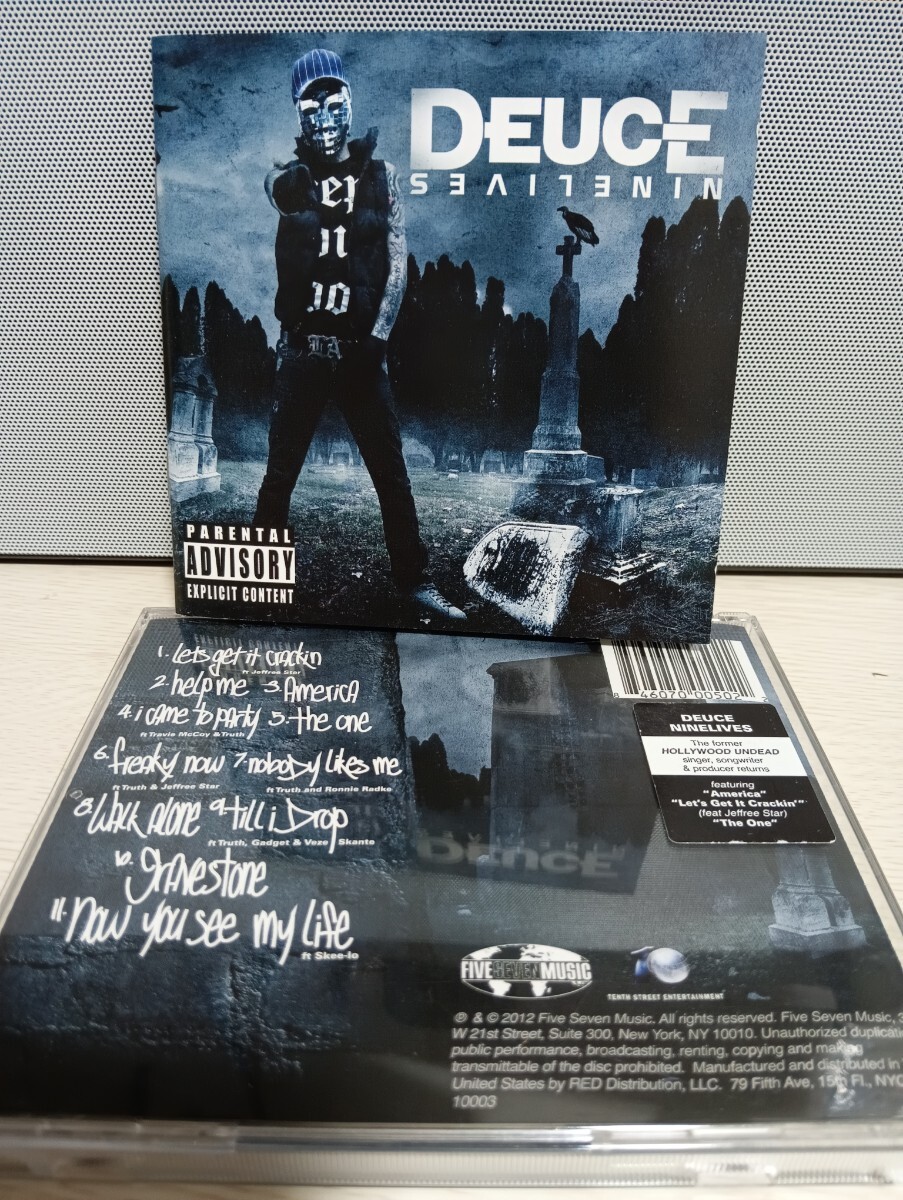 DEUCE
NINELIVES
LA
PARENTAL
ADVISORY
EXPLICIT CONTENT
1. Lets get it crackin
ft Jeffree Star
2. help me 3. America
4. i came to party 5. the one
ft Travie McCoy & Truth
6. freaky now 7. nobody likes me
ft Truth & Jeffree Star ft Truth and Ronnie Radke
8. Walk alone 9. till i Drop
ft Truth, Gadget & Veze Skante
10. gravestone
11. now you see my life
ft Skee-lo
8 46070 00502 2
DEUCE
NINELIVES
The former
HOLLYWOOD UNDEAD
singer, songwriter
& producer returns
featuring
"America"
"Let's Get It Crackin'"
(feat Jeffree Star)
"The One"
DEUCE
FIVE SEVEN MUSIC
TENTH STREET ENTERTAINMENT
℗ & © 2012 Five Seven Music. All rights reserved. Five Seven Music, 
W 21st Street, Suite 300, New York, NY 10010. Unauthorized duplicati
public performance, broadcasting, renting, copying and making
transmittable of the disc prohibited. Manufactured and distributed in
United States by RED Distribution, LLC. 79 Fifth Ave, 15th Fl., NYC
10003